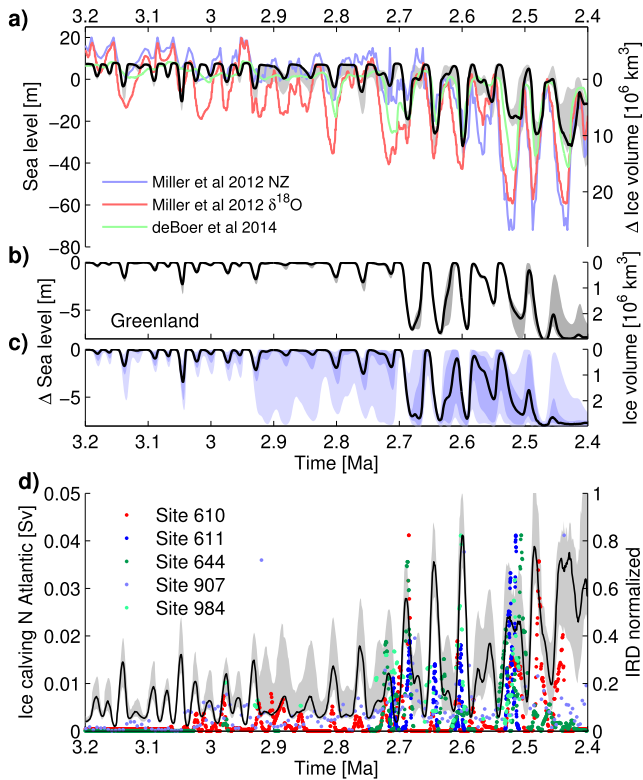 a)
3.2 3.1 3 2.9 2.8 2.7 2.6 2.5 2.4
20
0
−20
−40
−60
−80
Sea level [m]
0
10
20
Δ Ice volume [10⁶ km³]
Miller et al 2012 NZ
Miller et al 2012 δ¹⁸O
deBoer et al 2014
b)
0
−5
0
1
2
Greenland
c)
0
−5
Δ Sea level [m]
0
1
2
Ice volume [10⁶ km³]
3.2 3.1 3 2.9 2.8 2.7 2.6 2.5 2.4
Time [Ma]
d)
0.05
0.04
0.03
0.02
0.01
0
Ice calving N Atlantic [Sv]
Site 610
Site 611
Site 644
Site 907
Site 984
1
0.8
0.6
0.4
0.2
0
IRD normalized
3.2 3.1 3 2.9 2.8 2.7 2.6 2.5 2.4
Time [Ma]